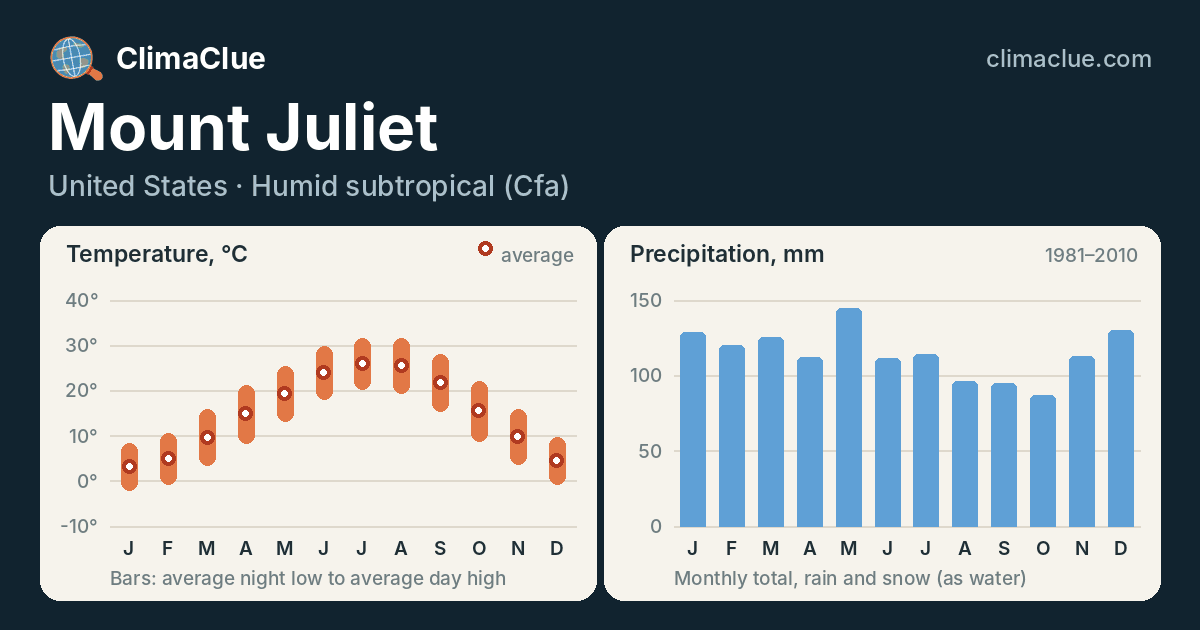 ClimaClue
climaclue.com
Mount Juliet
United States · Humid subtropical (Cfa)
Temperature, °C
average
40°
30°
20°
10°
0°
-10°
J F M A M J J A S O N D
Bars: average night low to average day high
Precipitation, mm
1981–2010
150
100
50
0
J F M A M J J A S O N D
Monthly total, rain and snow (as water)